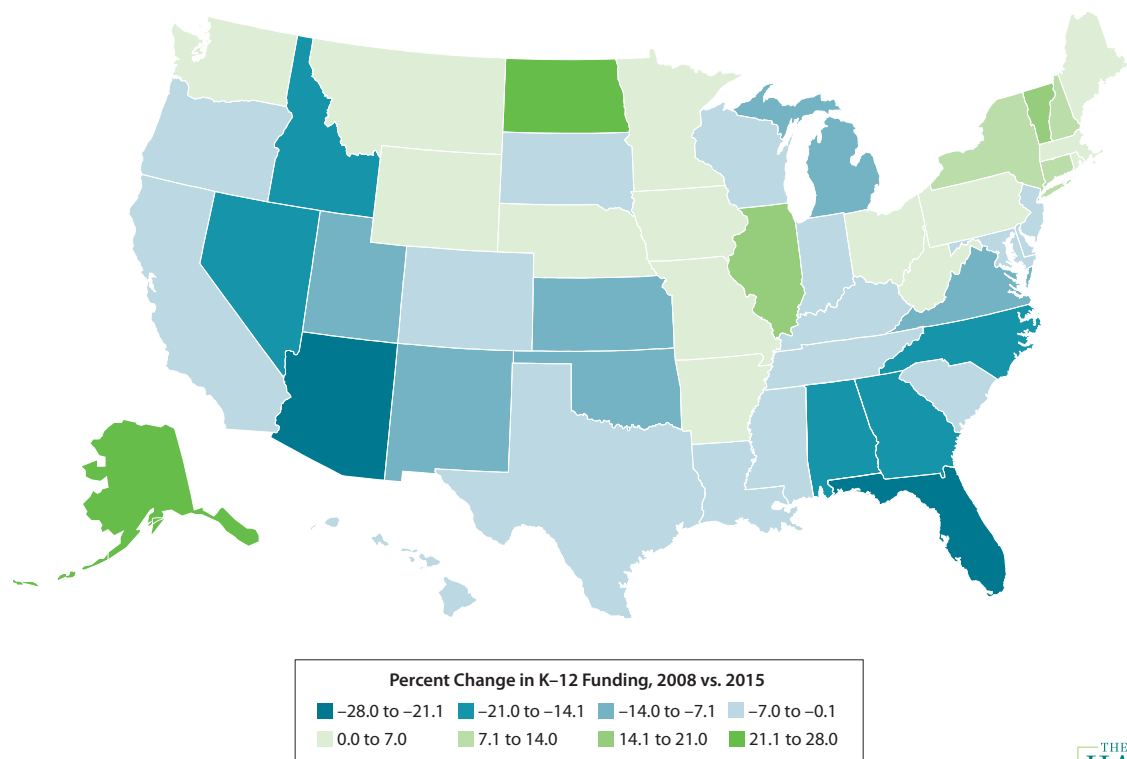 Percent Change in K–12 Funding, 2008 vs. 2015
–28.0 to –21.1 –21.0 to –14.1 –14.0 to –7.1 –7.0 to –0.1
0.0 to 7.0 7.1 to 14.0 14.1 to 21.0 21.1 to 28.0
THE